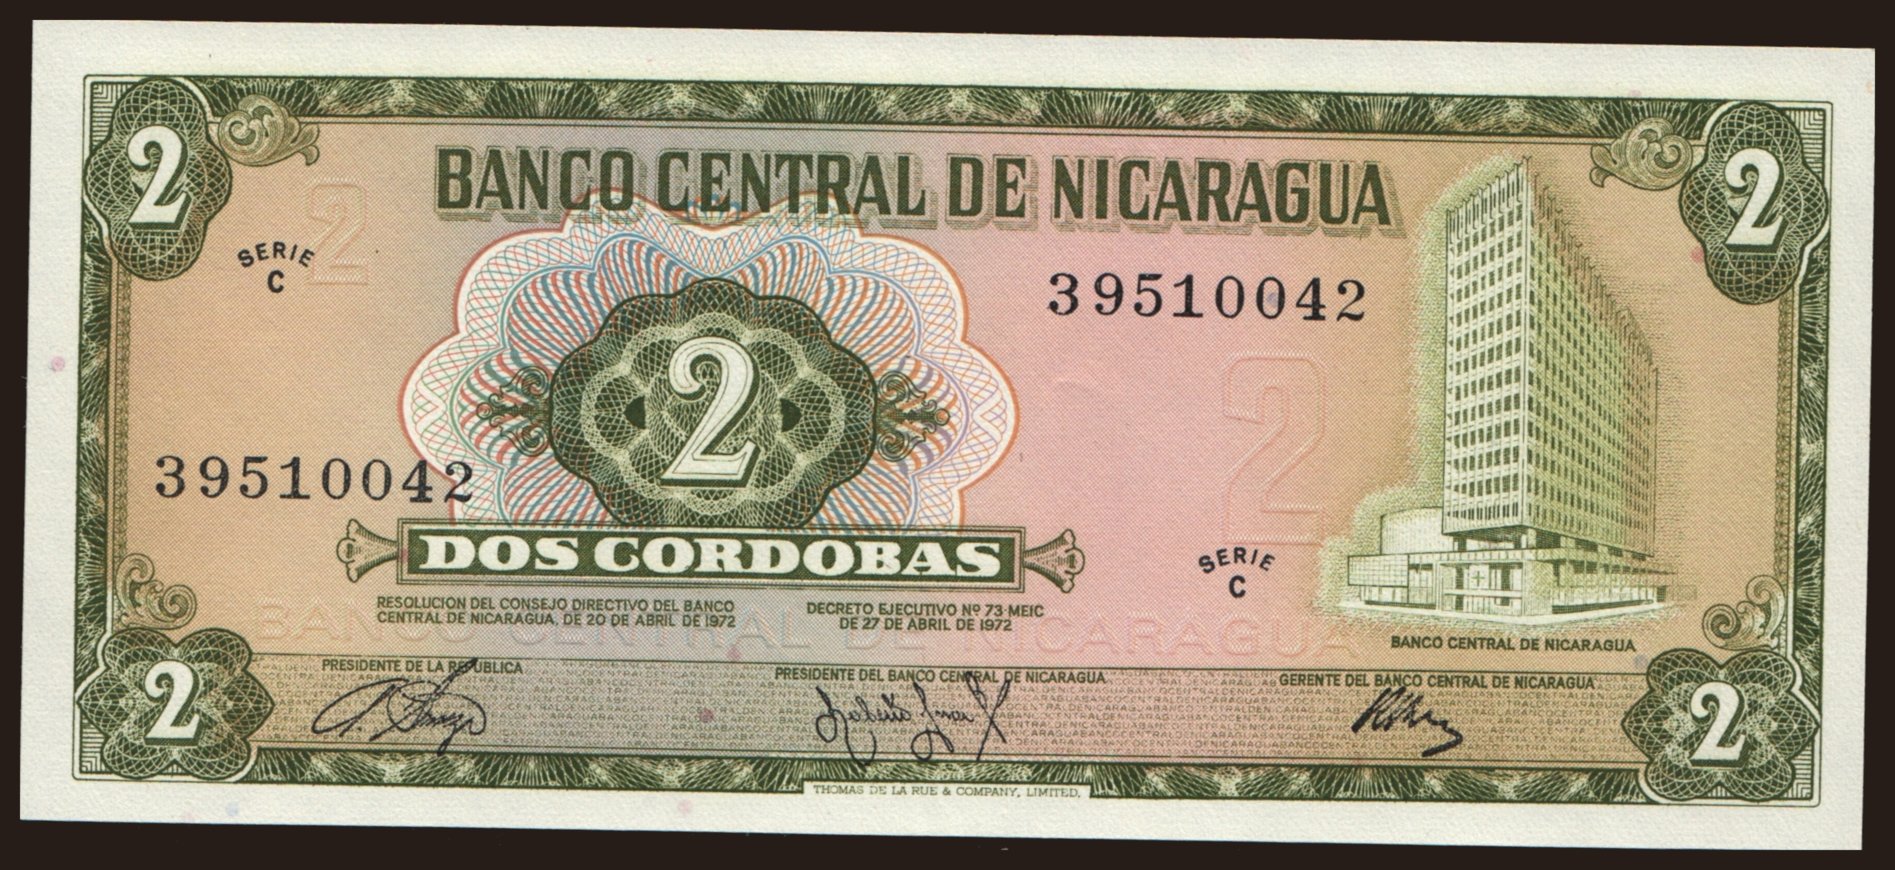 BANCO CENTRAL DE NICARAGUA
2
2
2
SERIE
C
39510042
2
2
39510042
DOS CORDOBAS
SERIE
C
RESOLUCION DEL CONSEJO DIRECTIVO DEL BANCO
CENTRAL DE NICARAGUA, DE 20 DE ABRIL DE 1972
DECRETO EJECUTIVO Nº 73-MEIC
DE 27 DE ABRIL DE 1972
BANCO CENTRAL DE NICARAGUA
BANCO CENTRAL DE NICARAGUA
PRESIDENTE DE LA REPUBLICA
PRESIDENTE DEL BANCO CENTRAL DE NICARAGUA
GERENTE DEL BANCO CENTRAL DE NICARAGUA
2
2
THOMAS DE LA RUE & COMPANY, LIMITED.